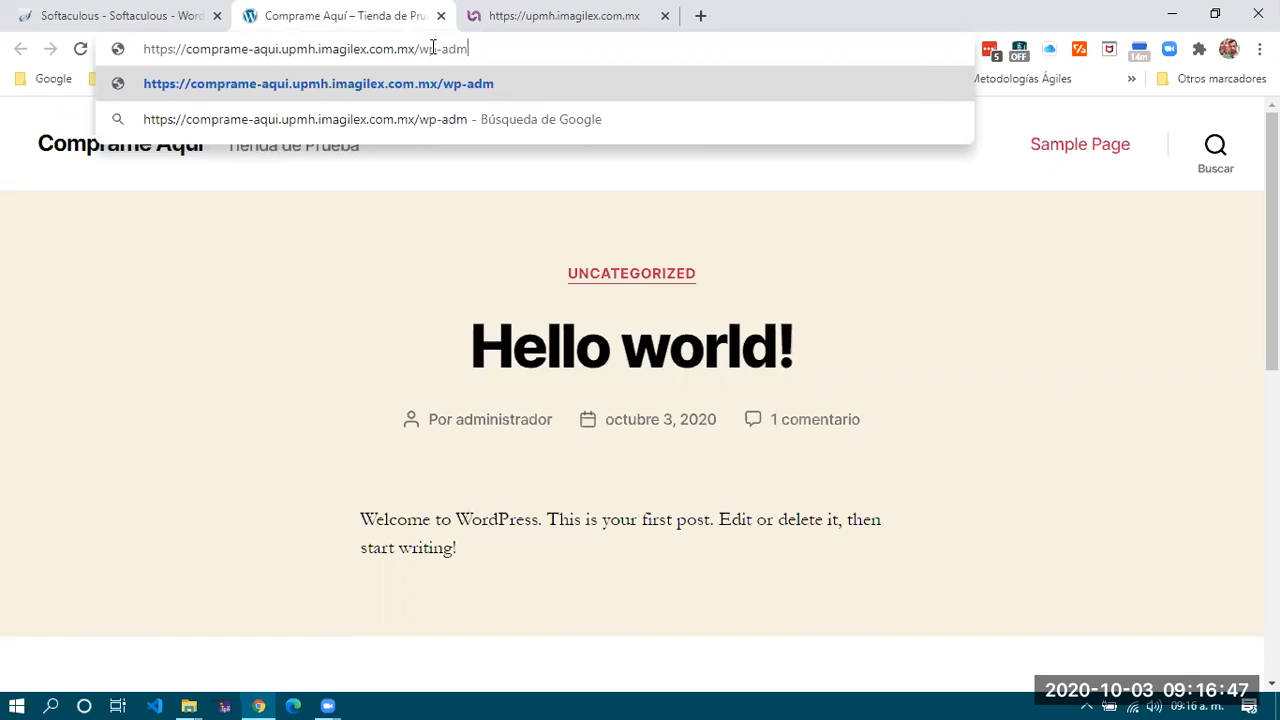 Softaculous - Softaculous - Word
Comprame Aquí – Tienda de Pru
https://upmh.imagilex.com.mx
https://comprame-aqui.upmh.imagilex.com.mx/wp-adm
5
OFF
14m
Google
Metodologías Ágiles
»
Otros marcadores
https://comprame-aqui.upmh.imagilex.com.mx/wp-adm
https://comprame-aqui.upmh.imagilex.com.mx/wp-adm - Búsqueda de Google
Comprame Aquí
Tienda de Prueba
Sample Page
Buscar
UNCATEGORIZED
Hello world!
Por administrador
octubre 3, 2020
1 comentario
Welcome to WordPress. This is your first post. Edit or delete it, then
start writing!
2020-10-03 09:16:47
09:16 a. m.